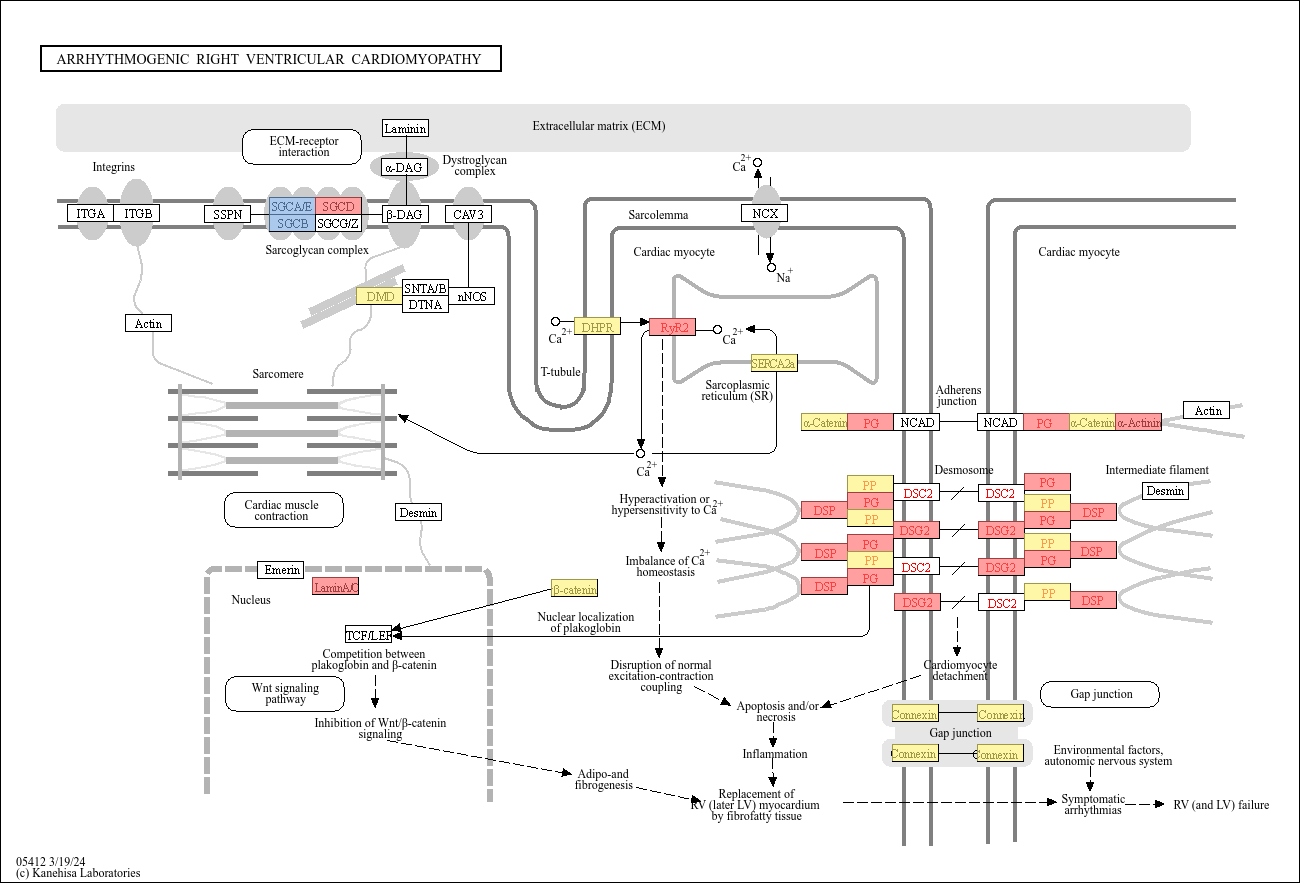 ARRHYTHMOGENIC RIGHT VENTRICULAR CARDIOMYOPATHY
Extracellular matrix (ECM)
Laminin
ECM-receptor
interaction
α-DAG
Dystroglycan
complex
Integrins
Ca2+
ITGA
ITGB
SSPN
SGCA/E
SGCD
SGCB
SGCG/Z
β-DAG
CAV3
Sarcolemma
NCX
Sarcoglycan complex
Cardiac myocyte
Cardiac myocyte
Na+
DMD
SNTA/B
DTNA
nNOS
Actin
Ca2+
DHPR
RyR2
Ca2+
SERCA2a
T-tubule
Sarcomere
Sarcoplasmic
reticulum (SR)
Adherens
junction
α-Catenin
PG
NCAD
NCAD
PG
α-Catenin
α-Actinin
Actin
Ca2+
Desmosome
Intermediate filament
Desmin
Cardiac muscle
contraction
Desmin
Hyperactivation or
hypersensitivity to Ca2+
PP
PG
PP
DSP
DSC2
DSC2
PG
PP
PG
DSP
DSG2
DSG2
Imbalance of Ca2+
homeostasis
PG
PP
PG
DSP
DSP
DSC2
DSG2
PP
PG
DSP
DSG2
DSC2
PP
DSP
Emerin
LaminA/C
Nucleus
β-catenin
Nuclear localization
of plakoglobin
TCF/LEF
Competition between
plakoglobin and β-catenin
Disruption of normal
excitation-contraction
coupling
Cardiomyocyte
detachment
Wnt signaling
pathway
Gap junction
Inhibition of Wnt/β-catenin
signaling
Apoptosis and/or
necrosis
Connexin
Connexin
Gap junction
Connexin
Connexin
Inflammation
Environmental factors,
autonomic nervous system
Adipo-and
fibrogenesis
Replacement of
RV (later LV) myocardium
by fibrofatty tissue
Symptomatic
arrhythmias
RV (and LV) failure
05412 3/19/24
(c) Kanehisa Laboratories